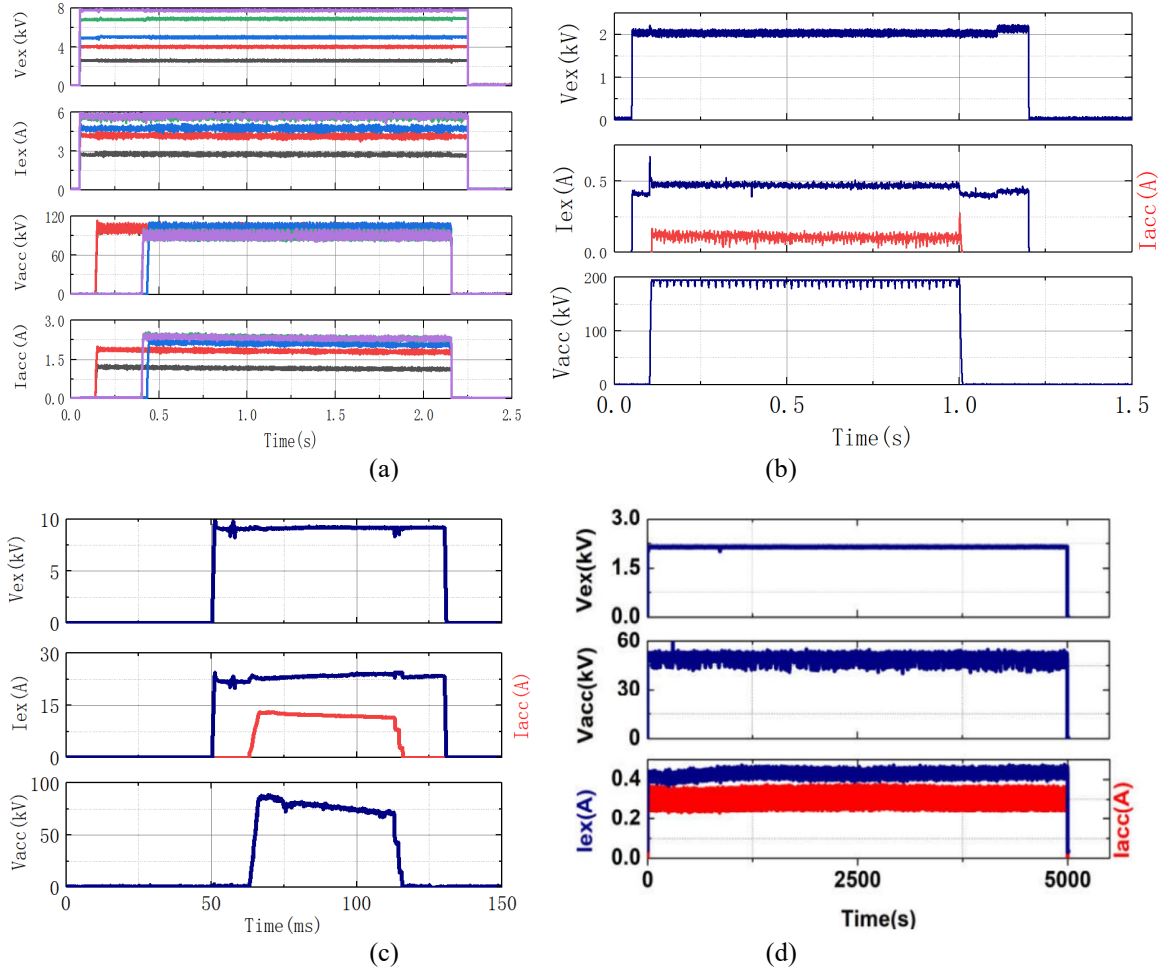 Vex(kV)
8
4
0
Iex(A)
6
3
0
Vacc(kV)
120
60
0
Iacc(A)
3.0
1.5
0.0
0.0 0.5 1.0 1.5 2.0 2.5
Time(s)
(a)
Vex(kV)
2
1
0
Iex(A)
0.5
0.0
Iacc(A)
Vacc(kV)
200
100
0
0.0 0.5 1.0 1.5
Time(s)
(b)
Vex(kV)
10
5
0
Iex(A)
30
15
0
Iacc(A)
Vacc(kV)
100
50
0
0 50 100 150
Time(ms)
(c)
Vex(kV)
3.0
1.5
0.0
Vacc(kV)
60
30
0
Iex(A)
0.4
0.2
0.0
Iacc(A)
0 2500 5000
Time(s)
(d)